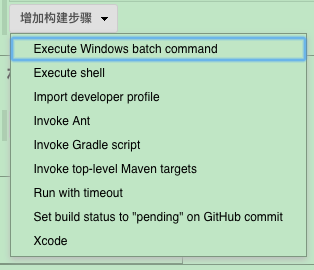 增加构建步骤
Execute Windows batch command
Execute shell
Import developer profile
Invoke Ant
Invoke Gradle script
Invoke top-level Maven targets
Run with timeout
Set build status to "pending" on GitHub commit
Xcode